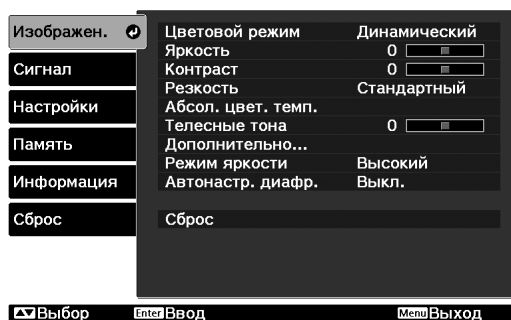 Изображен.
Сигнал
Настройки
Память
Информация
Сброс
Цветовой режим Динамический
Яркость 0
Контраст 0
Резкость Стандартный
Абсол. цвет. темп.
Телесные тона 0
Дополнительно...
Режим яркости Высокий
Автонастр. диафр. Выкл.
Сброс
Выбор Enter Ввод Menu Выход